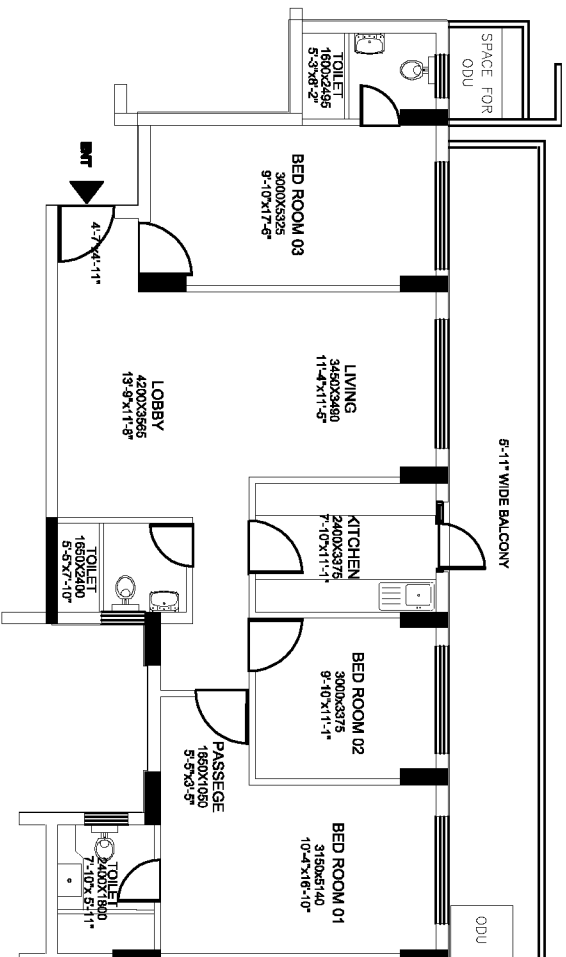 SPACE FOR
ODU
TOILET
1600x2495
5'-3"x8'-2"
BED ROOM 03
3000X5325
9'-10"x17'-6"
ENT
4'-7"x4'-11"
LIVING
3450X3490
11'-4"x11'-5"
LOBBY
4200X3565
13'-9"x11'-8"
5'-11" WIDE BALCONY
KITCHEN
2400X3375
7'-10"x11'-1"
TOILET
1650X2400
5'-5"x7'-10"
BED ROOM 02
3000x3375
9'-10"x11'-1"
PASSEGE
1650X1050
5'-5"x3'-5"
BED ROOM 01
3150x5140
10'-4"x16'-10"
TOILET
2400X1800
7'-10"x 5'-11"
ODU